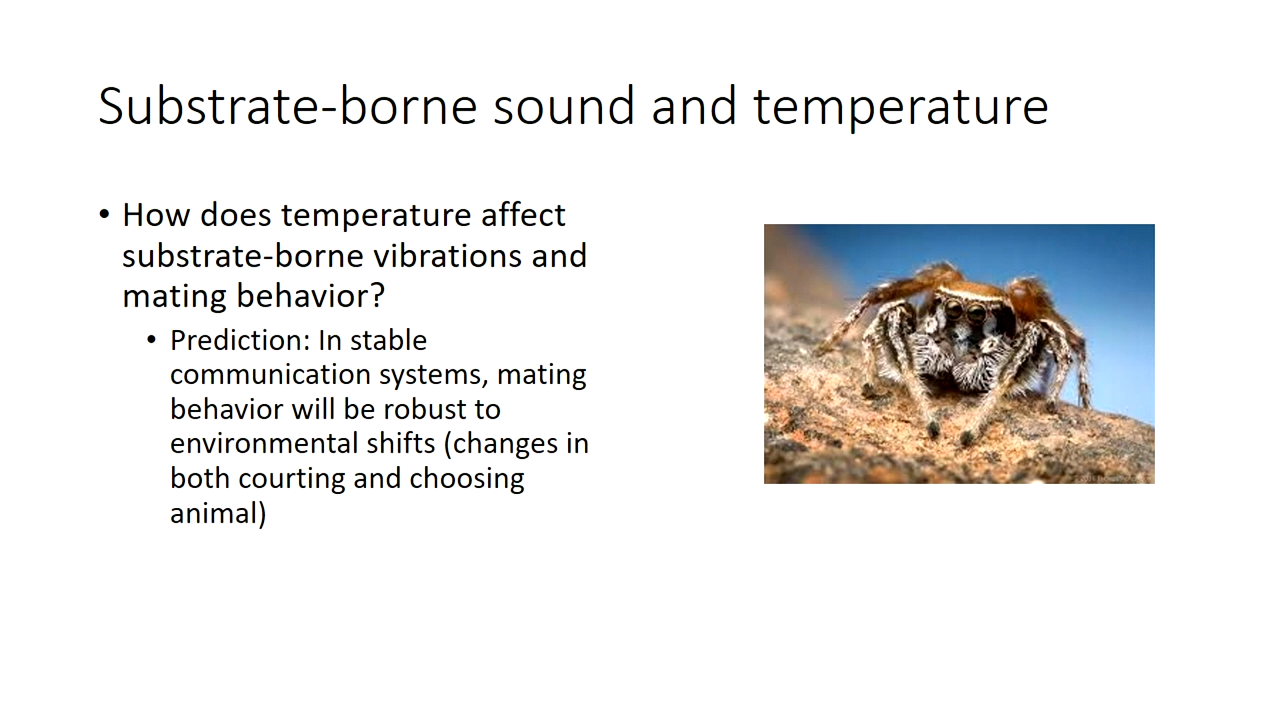 Substrate-borne sound and temperature
• How does temperature affect
substrate-borne vibrations and
mating behavior?
• Prediction: In stable
communication systems, mating
behavior will be robust to
environmental shifts (changes in
both courting and choosing
animal)